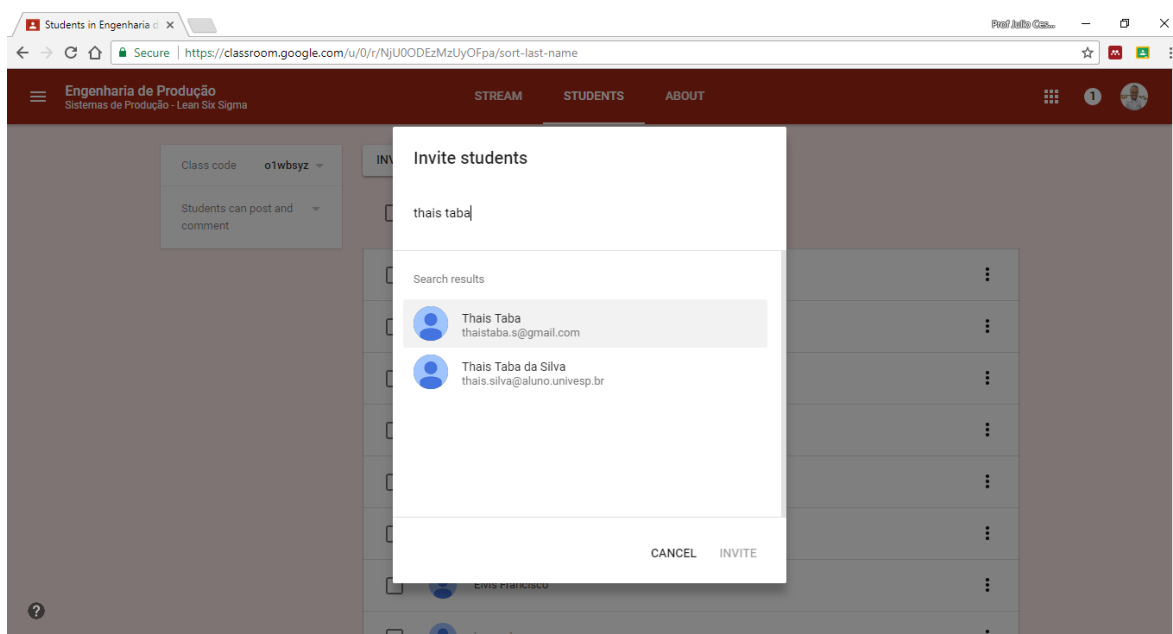 Students in Engenharia d
Prof Julio Ces...
Secure | https://classroom.google.com/u/0/r/NjU0ODEzMzUyOFpa/sort-last-name
Engenharia de Produção
Sistemas de Produção - Lean Six Sigma
STREAM STUDENTS ABOUT
1
Class code o1wbsyz
Students can post and
comment
INV
Invite students
thais taba
Search results
Thais Taba
thaistaba.s@gmail.com
Thais Taba da Silva
thais.silva@aluno.univesp.br
CANCEL INVITE
Elvis Francisco